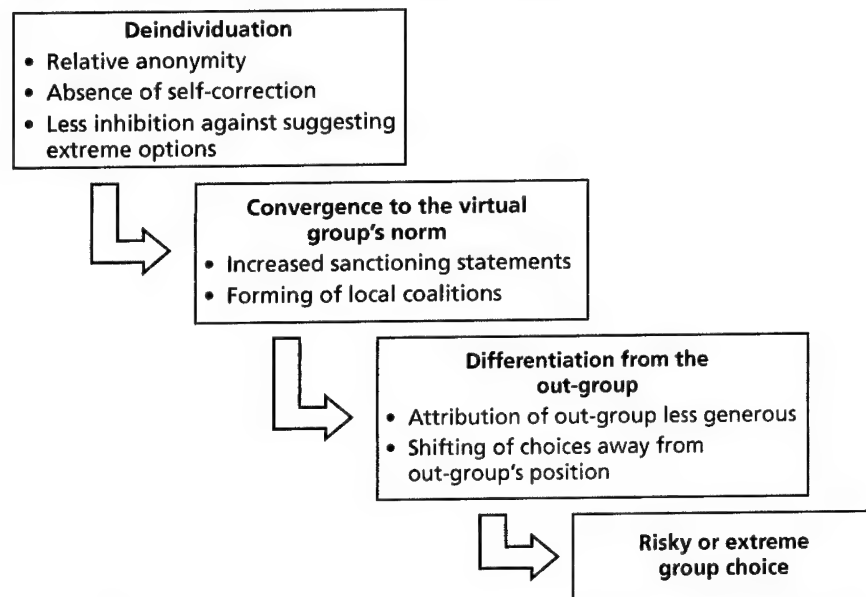 Deindividuation
• Relative anonymity
• Absence of self-correction
• Less inhibition against suggesting
extreme options
Convergence to the virtual
group's norm
• Increased sanctioning statements
• Forming of local coalitions
Differentiation from the
out-group
• Attribution of out-group less generous
• Shifting of choices away from
out-group's position
Risky or extreme
group choice